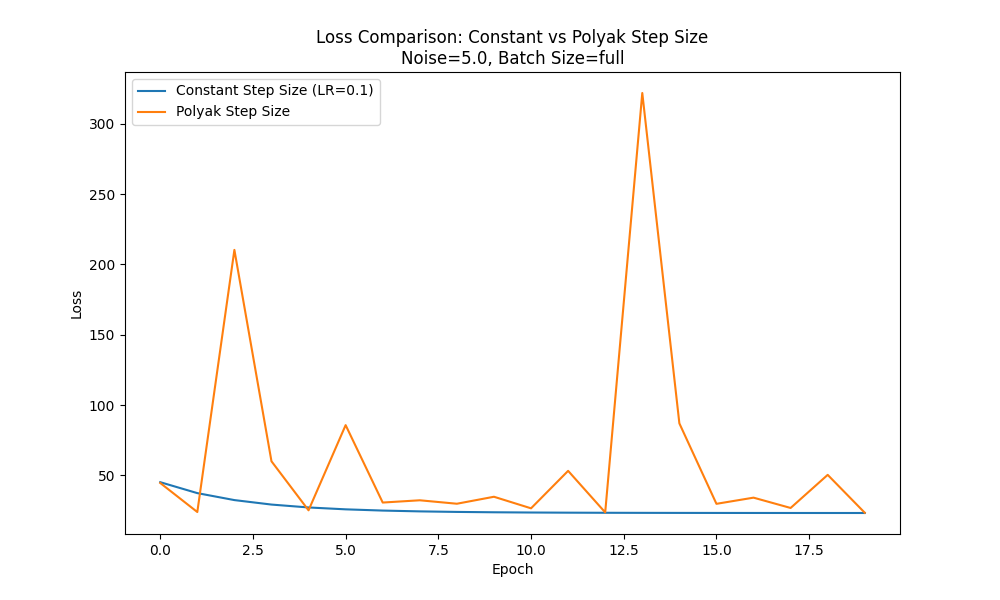 Loss Comparison: Constant vs Polyak Step Size
Noise=5.0, Batch Size=full
Constant Step Size (LR=0.1)
Polyak Step Size
300
250
200
150
100
50
Loss
0.0 2.5 5.0 7.5 10.0 12.5 15.0 17.5
Epoch